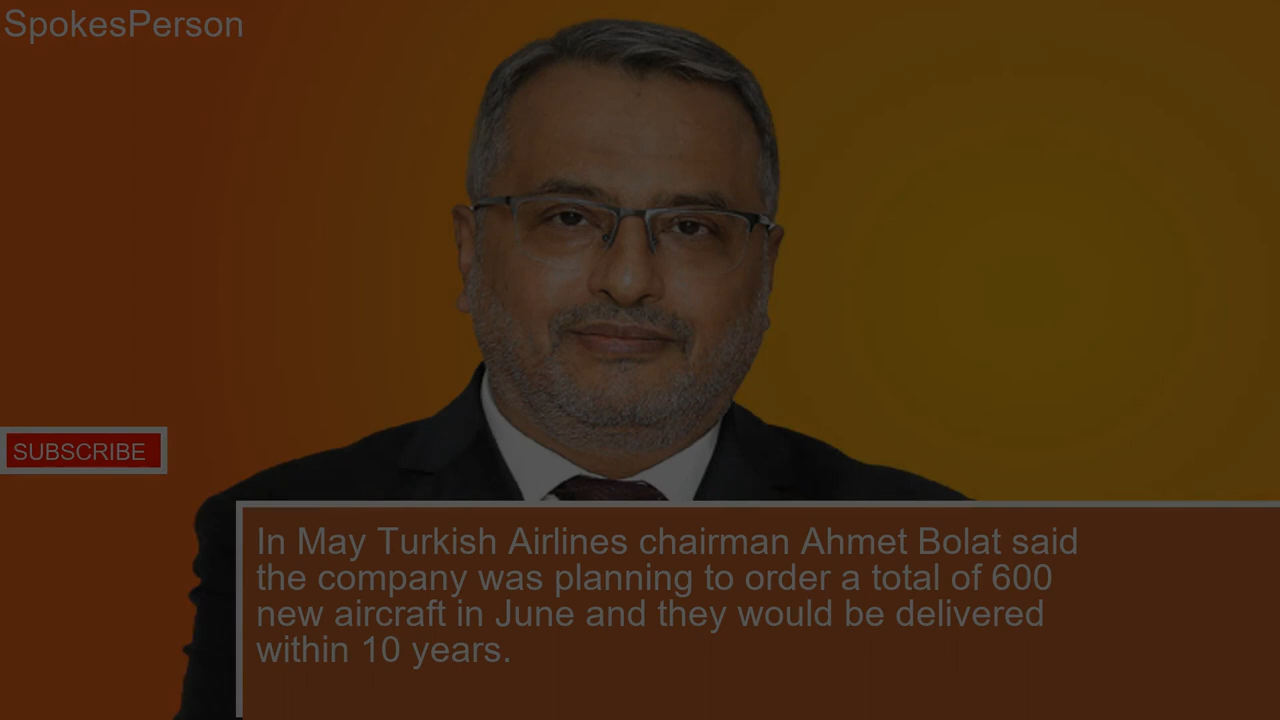 SpokesPerson
SUBSCRIBE
In May Turkish Airlines chairman Ahmet Bolat said
the company was planning to order a total of 600
new aircraft in June and they would be delivered
within 10 years.